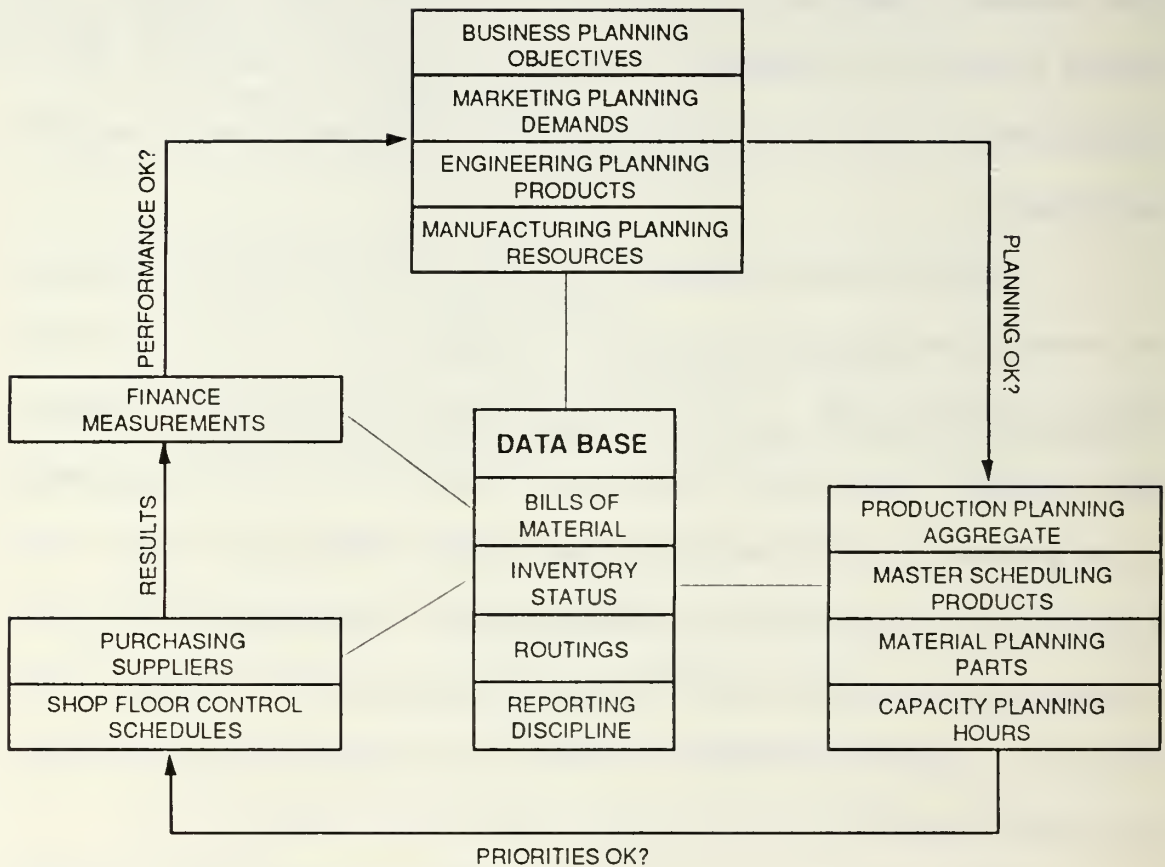 BUSINESS PLANNING
OBJECTIVES
MARKETING PLANNING
DEMANDS
ENGINEERING PLANNING
PRODUCTS
MANUFACTURING PLANNING
RESOURCES
PERFORMANCE OK?
PLANNING OK?
FINANCE
MEASUREMENTS
RESULTS
PURCHASING
SUPPLIERS
SHOP FLOOR CONTROL
SCHEDULES
DATA BASE
BILLS OF
MATERIAL
INVENTORY
STATUS
ROUTINGS
REPORTING
DISCIPLINE
PRODUCTION PLANNING
AGGREGATE
MASTER SCHEDULING
PRODUCTS
MATERIAL PLANNING
PARTS
CAPACITY PLANNING
HOURS
PRIORITIES OK?